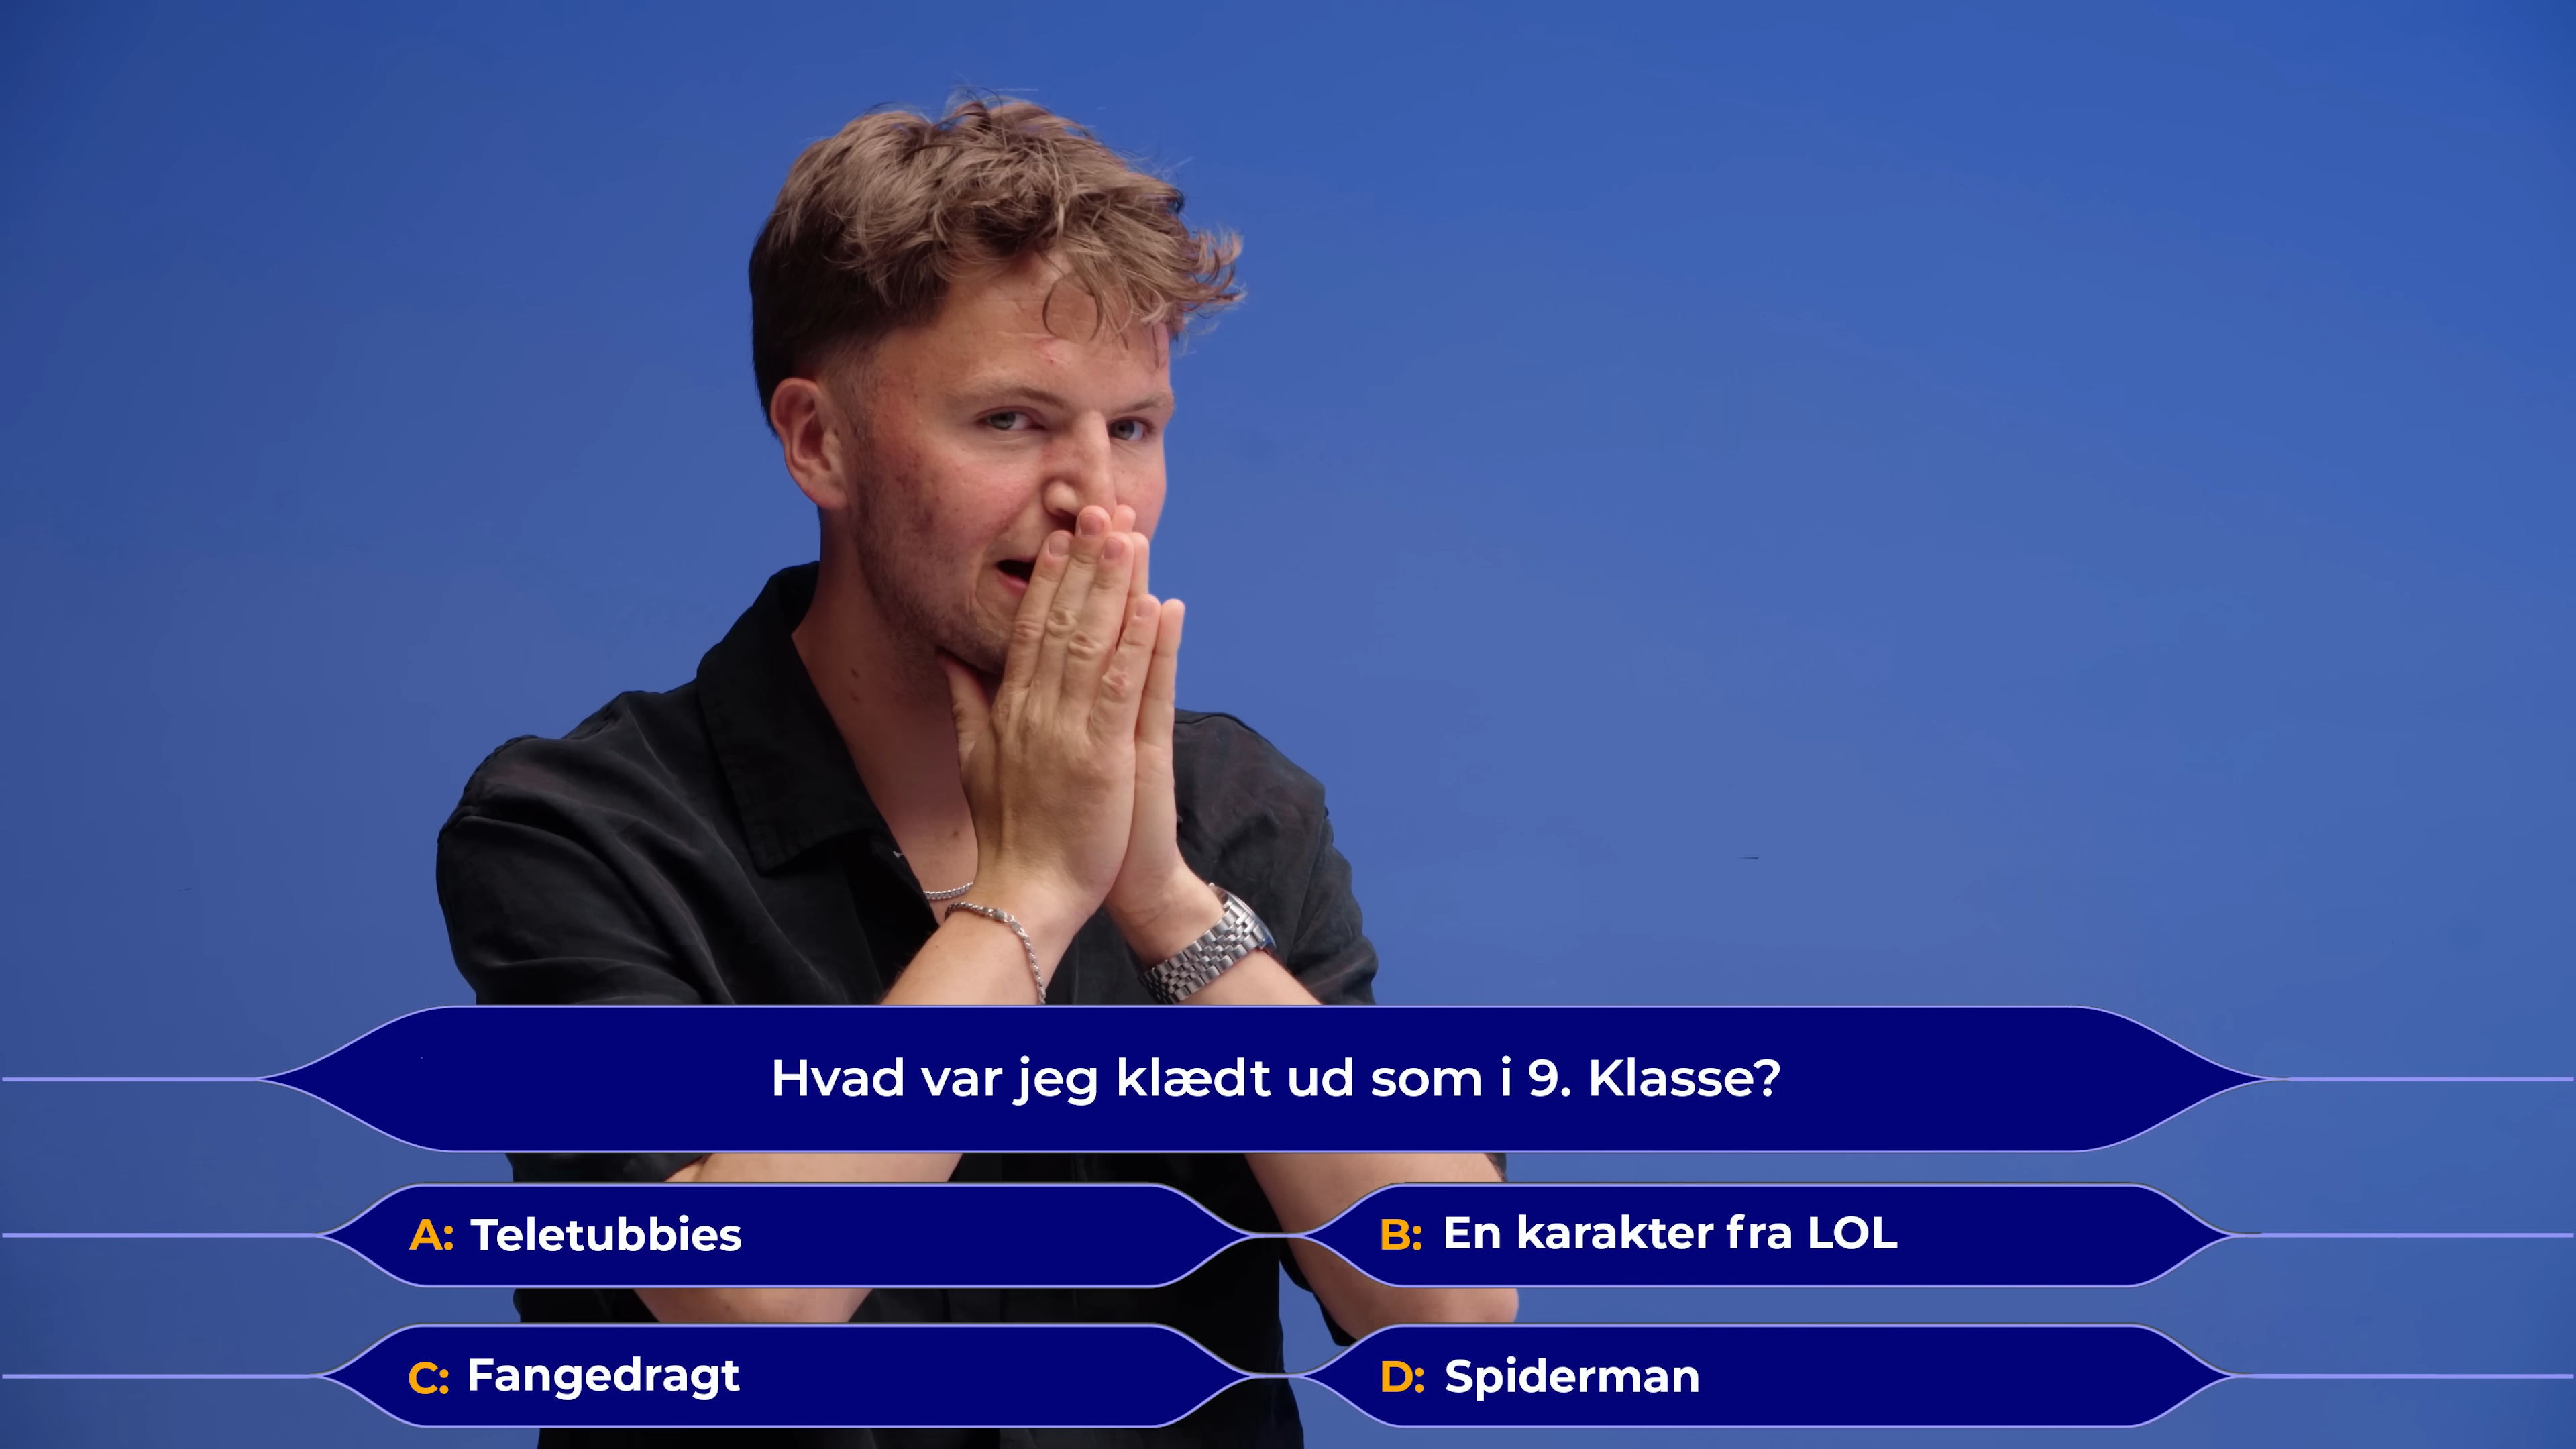 Hvad var jeg klædt ud som i 9. Klasse?
A: Teletubbies
B: En karakter fra LOL
C: Fangedragt
D: Spiderman